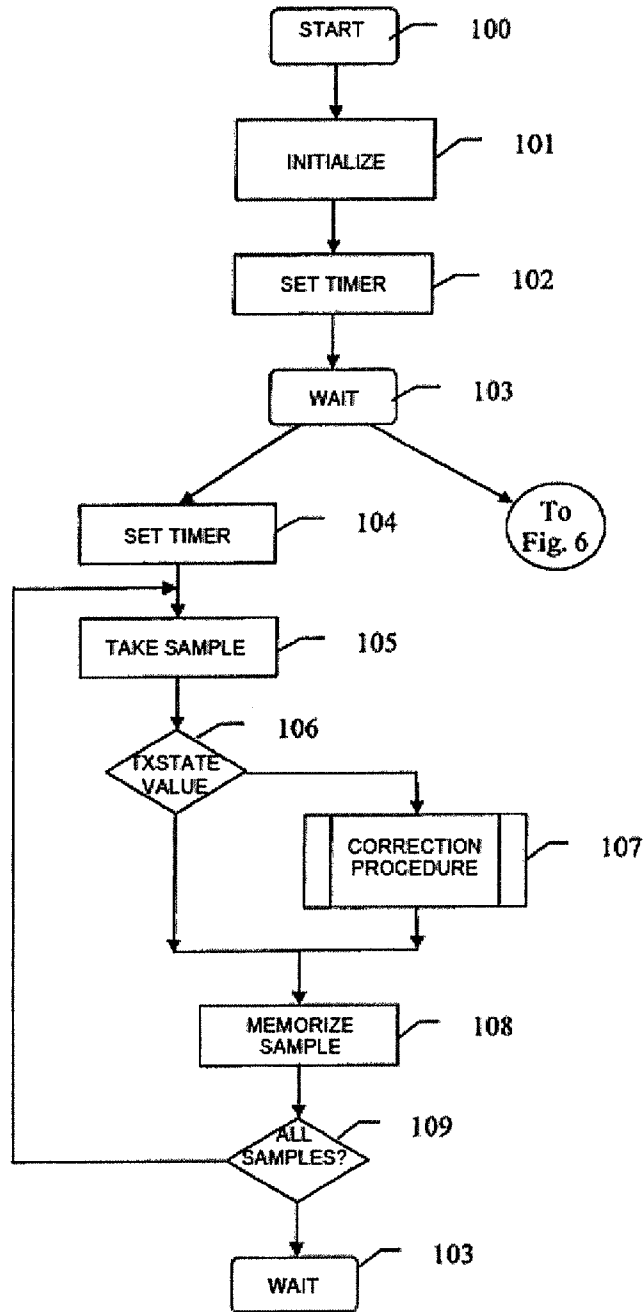 START
100
INITIALIZE
101
SET TIMER
102
WAIT
103
SET TIMER
104
To
Fig. 6
TAKE SAMPLE
105
TXSTATE
VALUE
106
CORRECTION
PROCEDURE
107
MEMORIZE
SAMPLE
108
ALL
SAMPLES?
109
WAIT
103